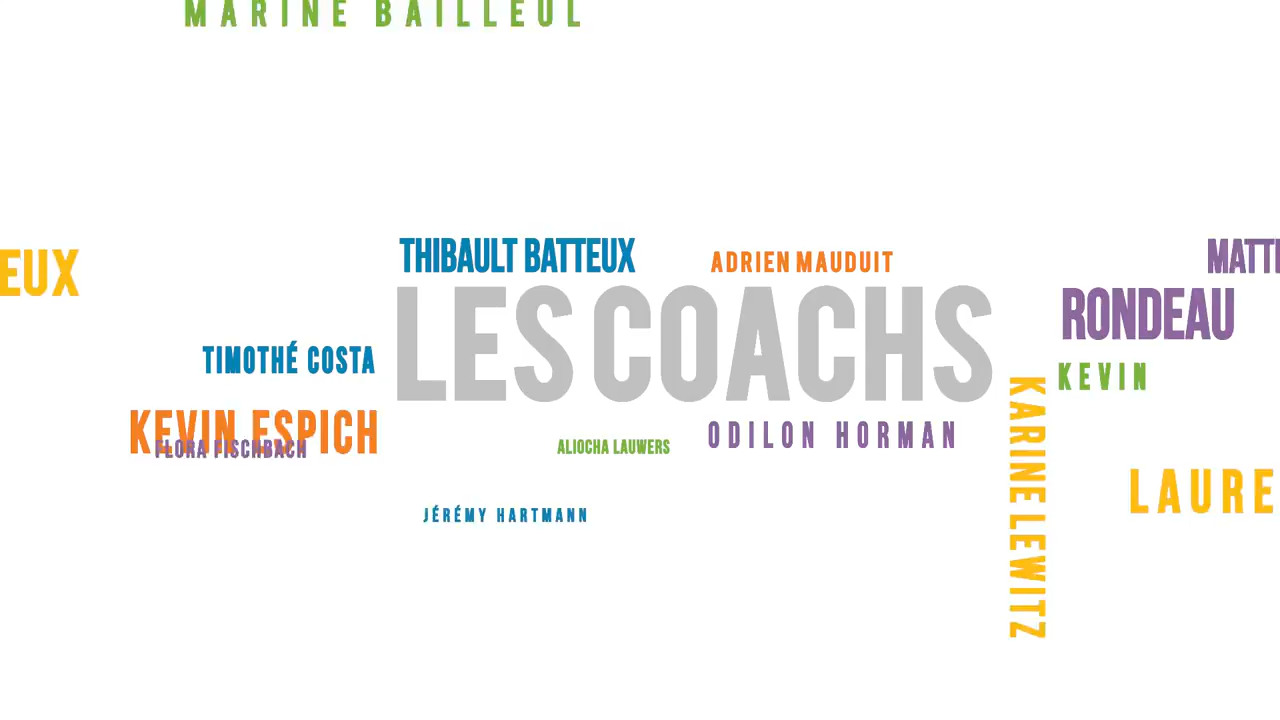 MARINE BAILLEUL
EUX
THIBAULT BATTEUX
ADRIEN MAUDUIT
MATTI
LES COACHS
RONDEAU
TIMOTHÉ COSTA
KEVIN
KARINE LEWITZ
KEVIN ESPICH
FLORA FISCHBACH
ALIOCHA LAUWERS
ODILON HORMAN
LAURE
JÉRÉMY HARTMANN